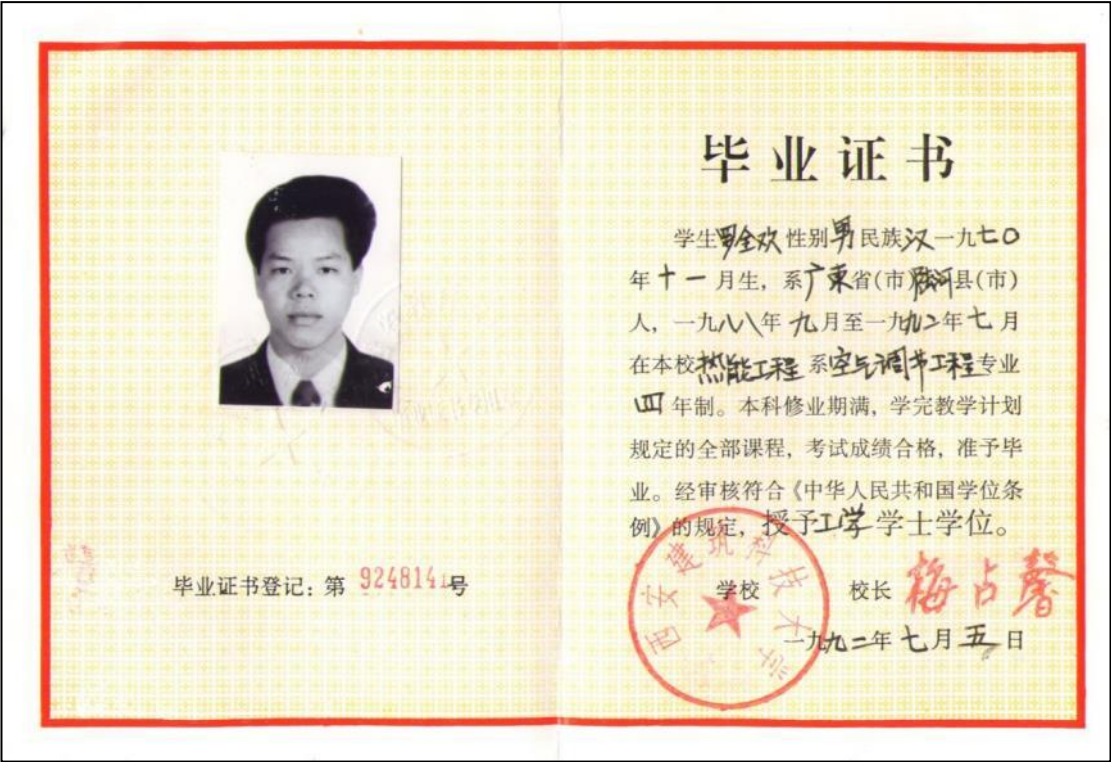 毕业证书
学生罗全欢性别男民族汉一九七〇
年十一月生，系广東省(市)河县(市)
人，一九八八年九月至一九九二年七月
在本校热能工程系空气调节工程专业
四年制。本科修业期满，学完教学计划
规定的全部课程，考试成绩合格，准予毕
业。经审核符合《中华人民共和国学位条
例》的规定，授予工学学士学位。
学校 校长 梅占馨
一九九二年七月五日
西安建筑科技大学
毕业证书登记：第 9248141号